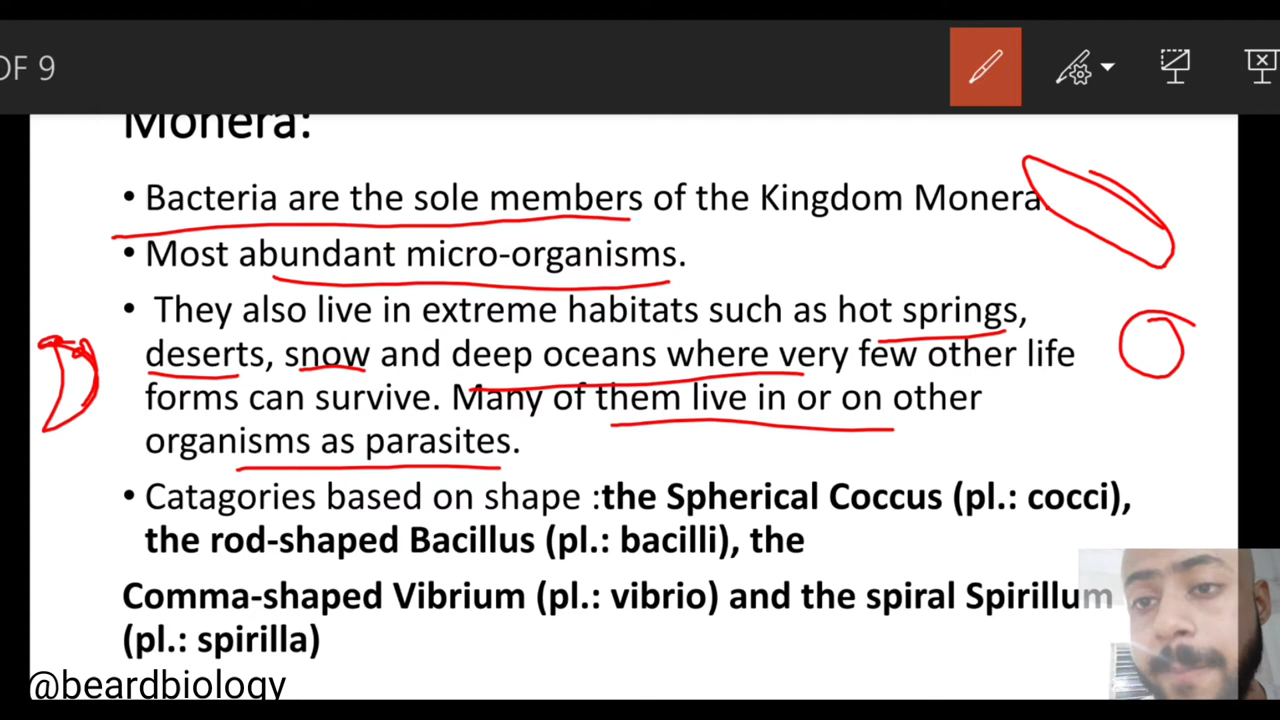 OF 9
Monera:
• Bacteria are the sole members of the Kingdom Monera.
• Most abundant micro-organisms.
• They also live in extreme habitats such as hot springs,
deserts, snow and deep oceans where very few other life
forms can survive. Many of them live in or on other
organisms as parasites.
• Catagories based on shape :the Spherical Coccus (pl.: cocci),
the rod-shaped Bacillus (pl.: bacilli), the
Comma-shaped Vibrium (pl.: vibrio) and the spiral Spirillum
(pl.: spirilla)
@beardbiology